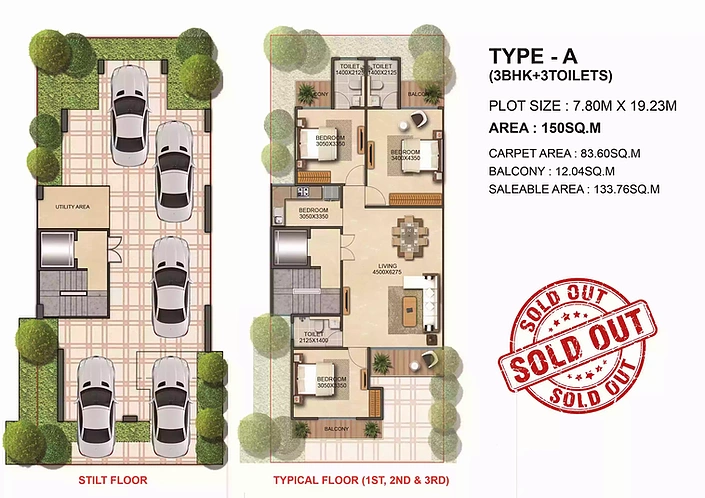 TYPE - A
(3BHK+3TOILETS)
PLOT SIZE : 7.80M X 19.23M
AREA : 150SQ.M
CARPET AREA : 83.60SQ.M
BALCONY : 12.04SQ.M
SALEABLE AREA : 133.76SQ.M
SOLD OUT
SOLD OUT
SOLD OUT
UTILITY AREA
STILT FLOOR
TOILET
1400X2125
TOILET
1400X2125
BALCONY
BALCONY
BEDROOM
3050X3350
BEDROOM
3400X4350
BEDROOM
3050X3350
LIVING
4500X6275
TOILET
2125X1400
BEDROOM
3050X3350
BALCONY
TYPICAL FLOOR (1ST, 2ND & 3RD)